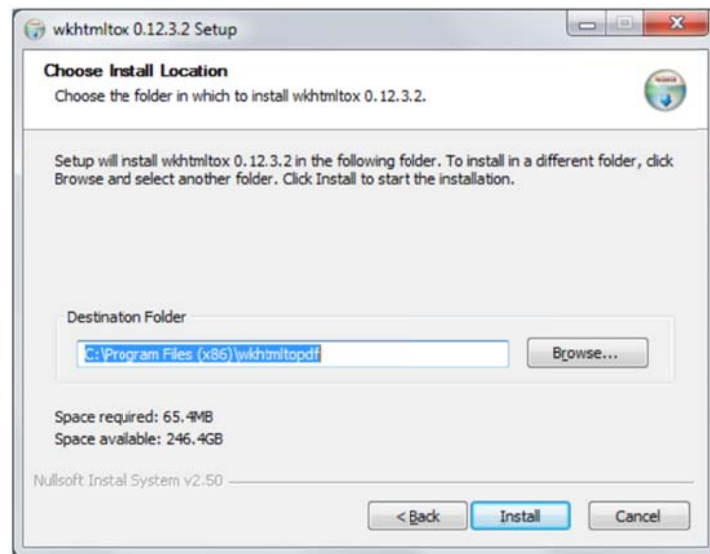 wkhtmltox 0.12.3.2 Setup
Choose Install Location
Choose the folder in which to install wkhtmltox 0.12.3.2.
Setup will nstall wkhtmltox 0.12.3.2 in the following folder. To install in a different folder, click
Browse and select another folder. Click Install to start the installation.
Destinaton Folder
C:\Program Files (x86)\wkhtmltopdf
Browse...
Space required: 65.4MB
Space available: 246.4GB
Nullsoft Instal System v2.50
< Back
Install
Cancel